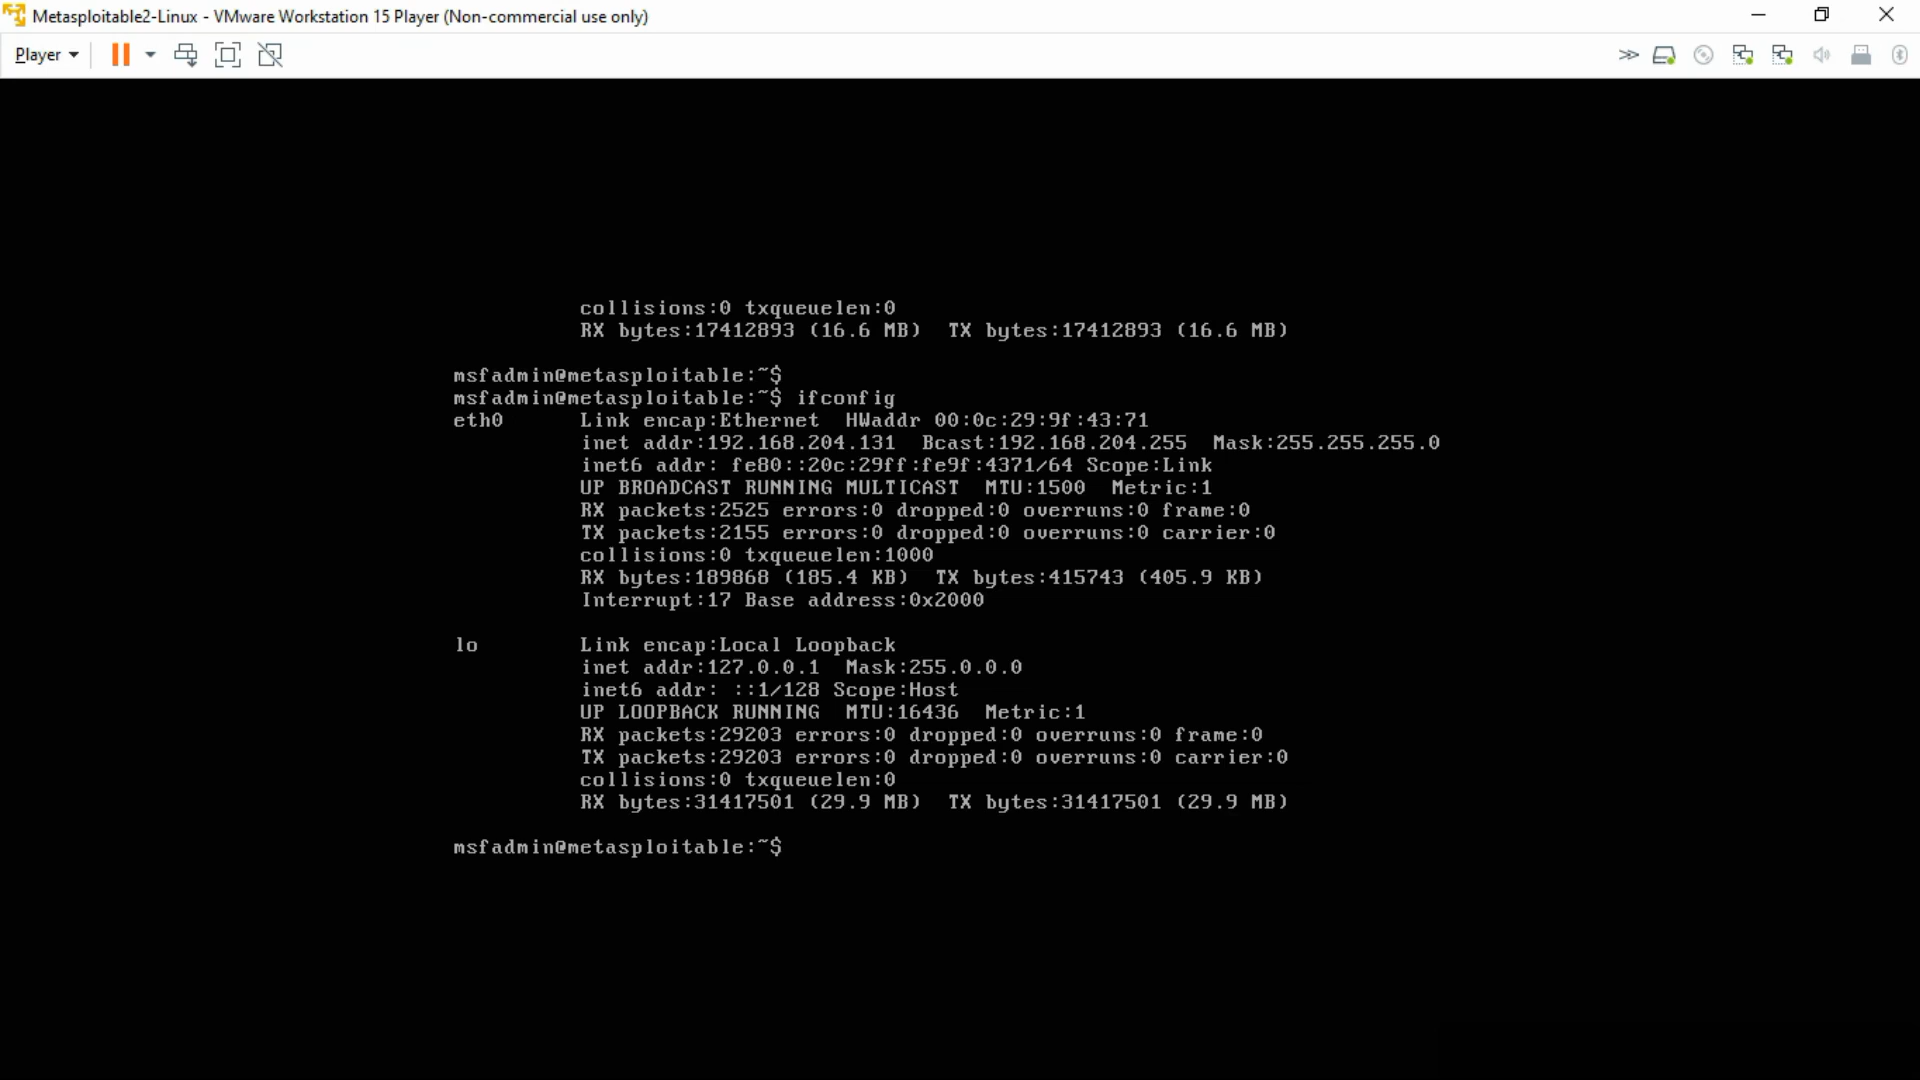 Metasploitable2-Linux - VMware Workstation 15 Player (Non-commercial use only)
Player
collisions:0 txqueuelen:0
RX bytes:17412893 (16.6 MB)  TX bytes:17412893 (16.6 MB)
msfadmin@metasploitable:~$
msfadmin@metasploitable:~$ ifconfig
eth0      Link encap:Ethernet  HWaddr 00:0c:29:9f:43:71
inet addr:192.168.204.131  Bcast:192.168.204.255  Mask:255.255.255.0
inet6 addr: fe80::20c:29ff:fe9f:4371/64 Scope:Link
UP BROADCAST RUNNING MULTICAST  MTU:1500  Metric:1
RX packets:2525 errors:0 dropped:0 overruns:0 frame:0
TX packets:2155 errors:0 dropped:0 overruns:0 carrier:0
collisions:0 txqueuelen:1000
RX bytes:189868 (185.4 KB)  TX bytes:415743 (405.9 KB)
Interrupt:17 Base address:0x2000
lo        Link encap:Local Loopback
inet addr:127.0.0.1  Mask:255.0.0.0
inet6 addr: ::1/128 Scope:Host
UP LOOPBACK RUNNING  MTU:16436  Metric:1
RX packets:29203 errors:0 dropped:0 overruns:0 frame:0
TX packets:29203 errors:0 dropped:0 overruns:0 carrier:0
collisions:0 txqueuelen:0
RX bytes:31417501 (29.9 MB)  TX bytes:31417501 (29.9 MB)
msfadmin@metasploitable:~$